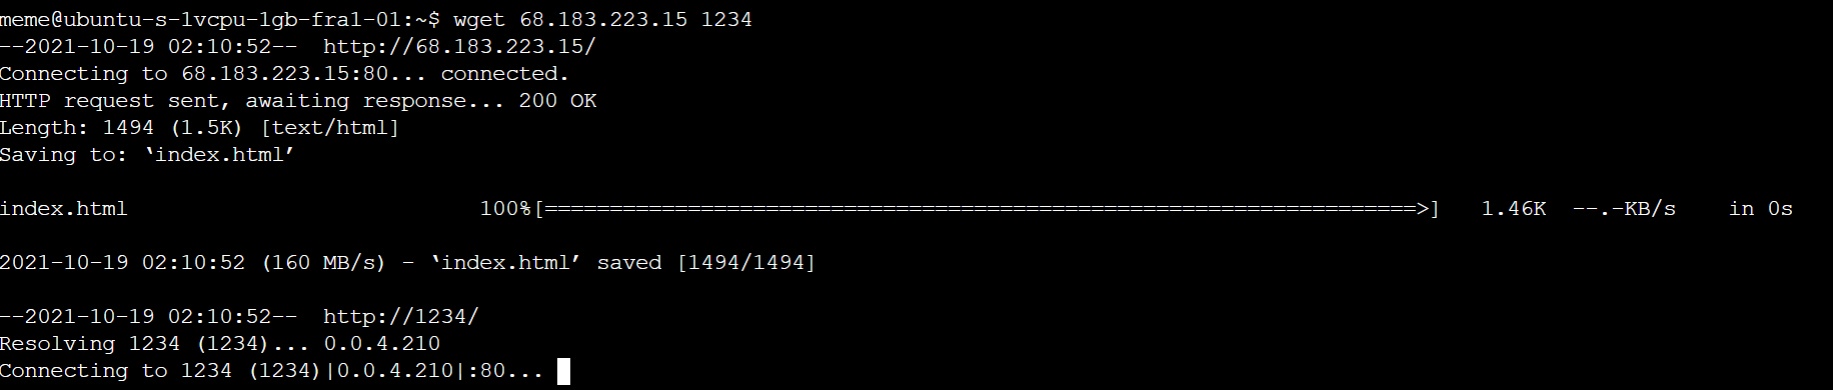 meme@ubuntu-s-1vcpu-1gb-fra1-01:~$ wget 68.183.223.15 1234
--2021-10-19 02:10:52--  http://68.183.223.15/
Connecting to 68.183.223.15:80... connected.
HTTP request sent, awaiting response... 200 OK
Length: 1494 (1.5K) [text/html]
Saving to: ‘index.html’
index.html                           100%[===================================================================>]   1.46K  --.-KB/s    in 0s
2021-10-19 02:10:52 (160 MB/s) - ‘index.html’ saved [1494/1494]
--2021-10-19 02:10:52--  http://1234/
Resolving 1234 (1234)... 0.0.4.210
Connecting to 1234 (1234)|0.0.4.210|:80...